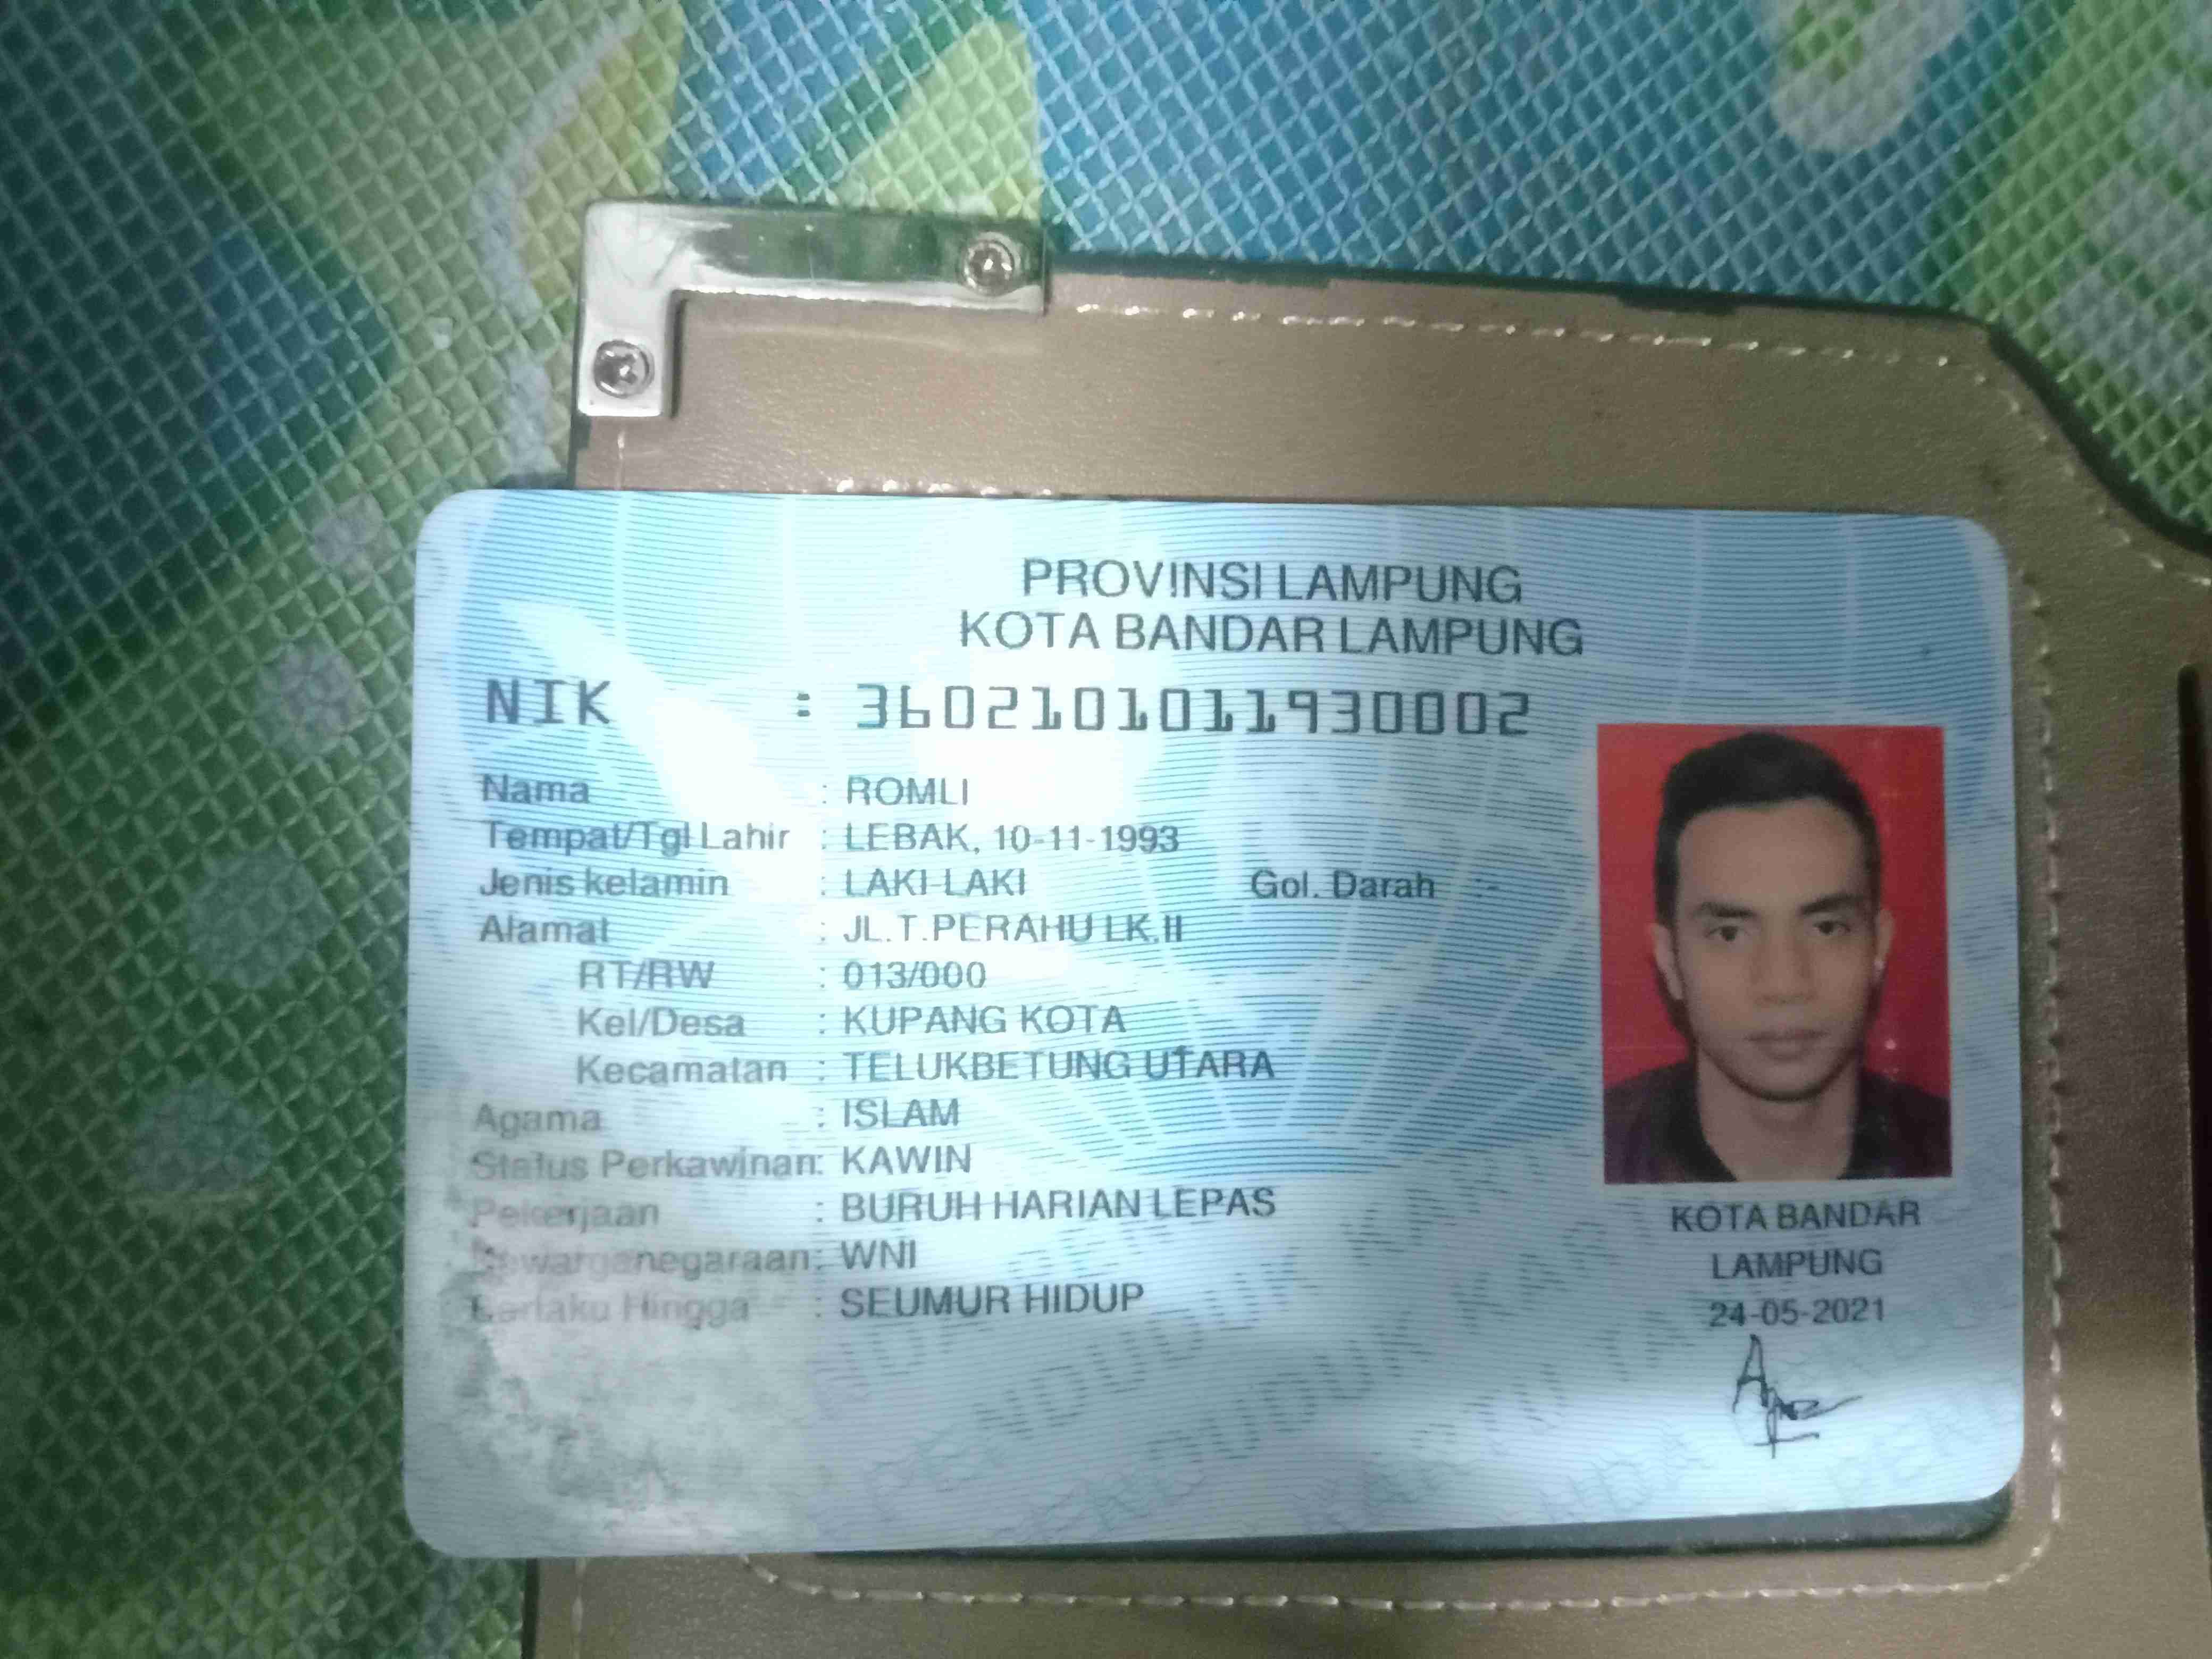 PROVINSI LAMPUNG
KOTA BANDAR LAMPUNG
NIK : 3602101011930002
Nama : ROMLI
Tempat/Tgl Lahir : LEBAK, 10-11-1993
Jenis kelamin : LAKI-LAKI Gol. Darah : -
Alamat : JL.T.PERAHU LK.II
RT/RW : 013/000
Kel/Desa : KUPANG KOTA
Kecamatan : TELUKBETUNG UTARA
Agama : ISLAM
Status Perkawinan: KAWIN
Pekerjaan : BURUH HARIAN LEPAS
Kewarganegaraan: WNI
Berlaku Hingga : SEUMUR HIDUP
KOTA BANDAR
LAMPUNG
24-05-2021